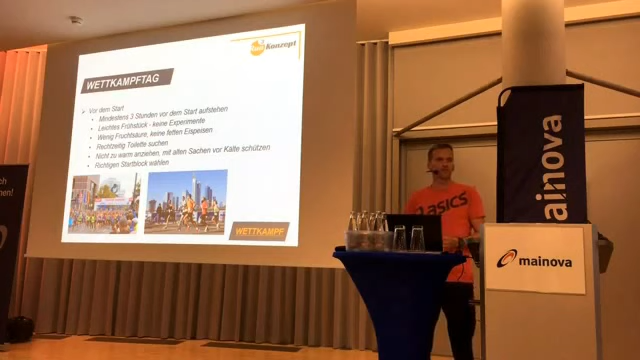 Konzept
WETTKAMPFTAG
Vor dem Start
Mindestens 3 Stunden vor dem Start aufstehen
Leichtes Frühstück - keine Experimente
Wenig Fruchtsäure, keine fetten Eispeisen
Rechtzeitig Toilette suchen
Nicht zu warm anziehen, mit alten Sachen vor Kälte schützen
Richtigen Startblock wählen
WETTKAMPF
asics
mainova
mainova